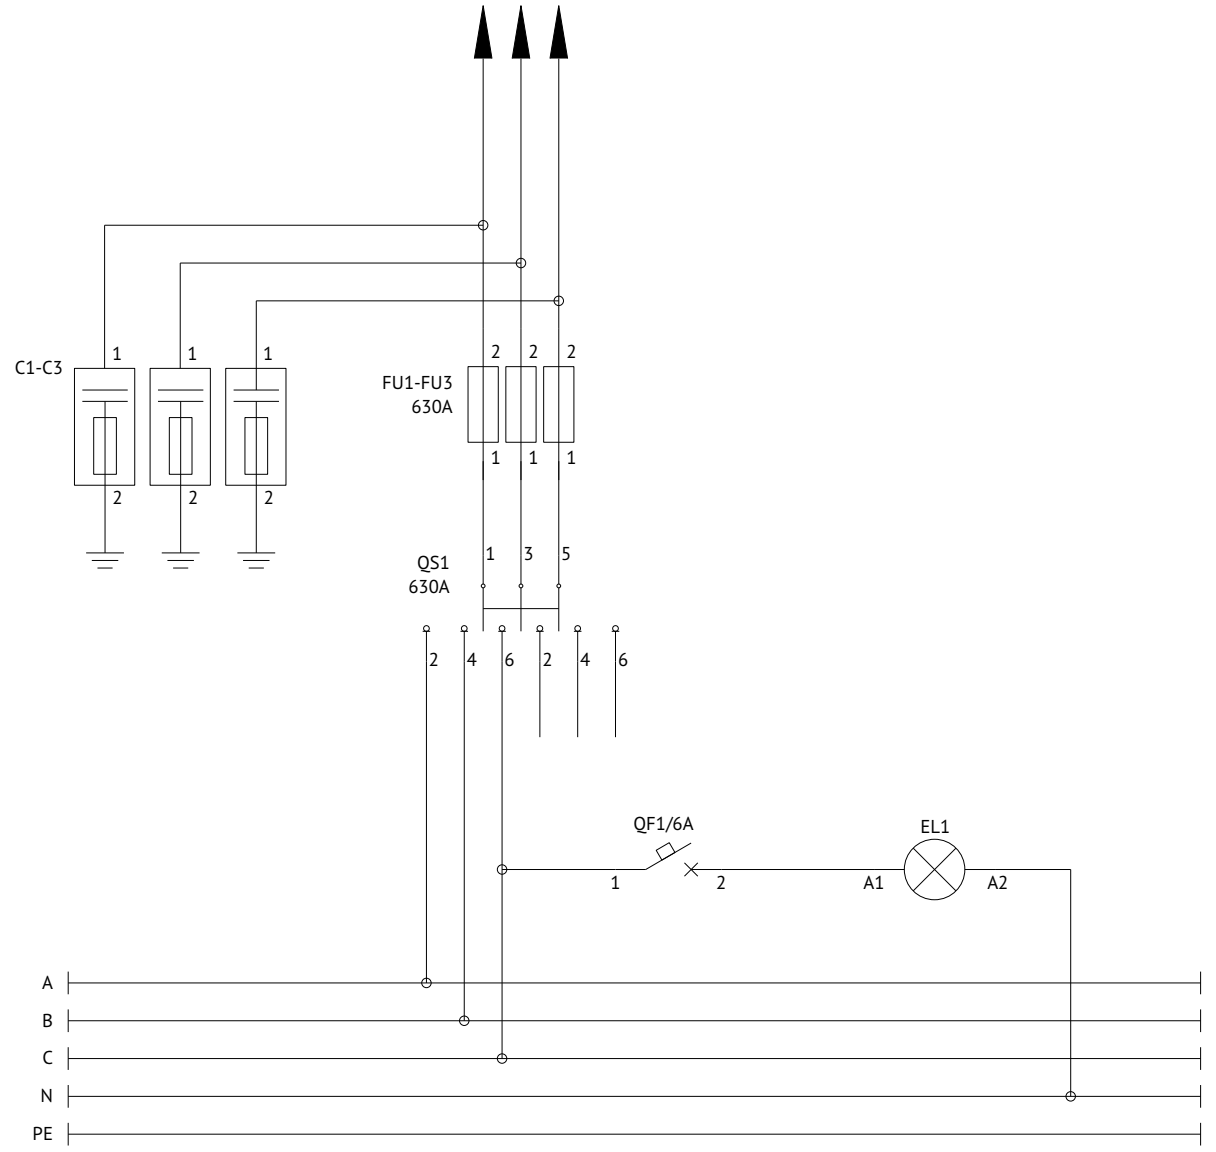 2 2 2
1 1 1
C1-C3
FU1-FU3
630A
1 1 1
2 2 2
1 3 5
QS1
630A
2 4 6 2 4 6
QF1/6A
EL1
1 2 A1 A2
A
B
C
N
PE